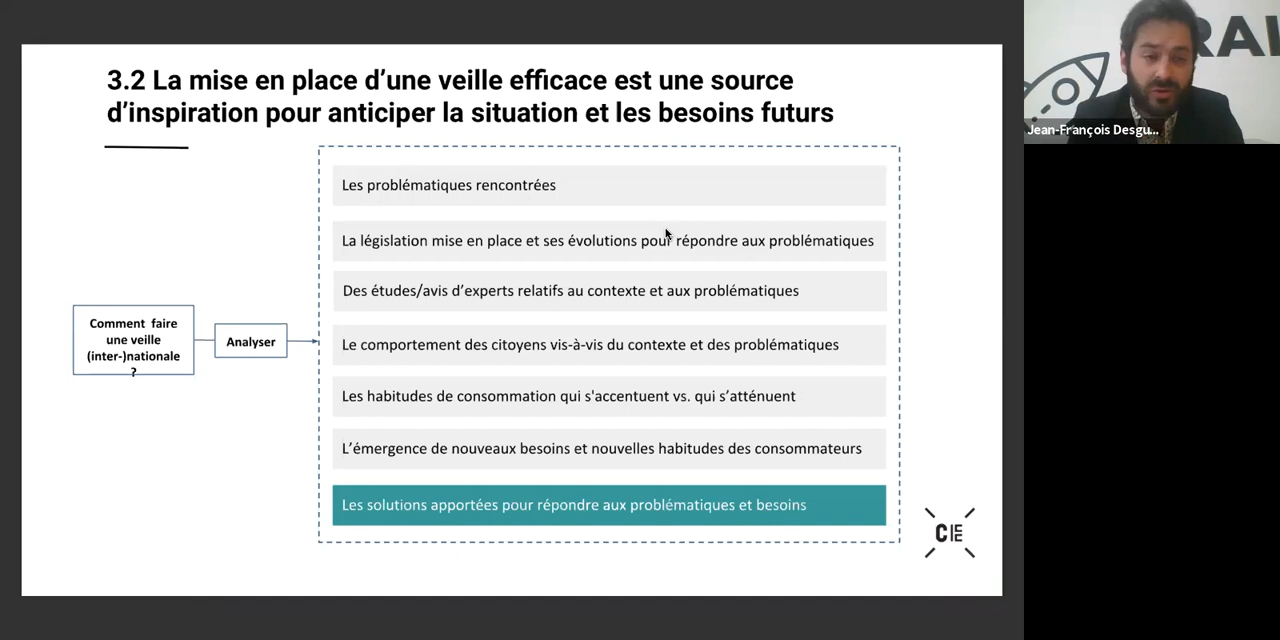 3.2 La mise en place d’une veille efficace est une source
d’inspiration pour anticiper la situation et les besoins futurs
Les problématiques rencontrées
La législation mise en place et ses évolutions pour répondre aux problématiques
Des études/avis d’experts relatifs au contexte et aux problématiques
Comment faire
une veille
(inter-)nationale
?
Analyser
Le comportement des citoyens vis-à-vis du contexte et des problématiques
Les habitudes de consommation qui s'accentuent vs. qui s’atténuent
L’émergence de nouveaux besoins et nouvelles habitudes des consommateurs
Les solutions apportées pour répondre aux problématiques et besoins
CIE
RAI
Jean-François Desgu...